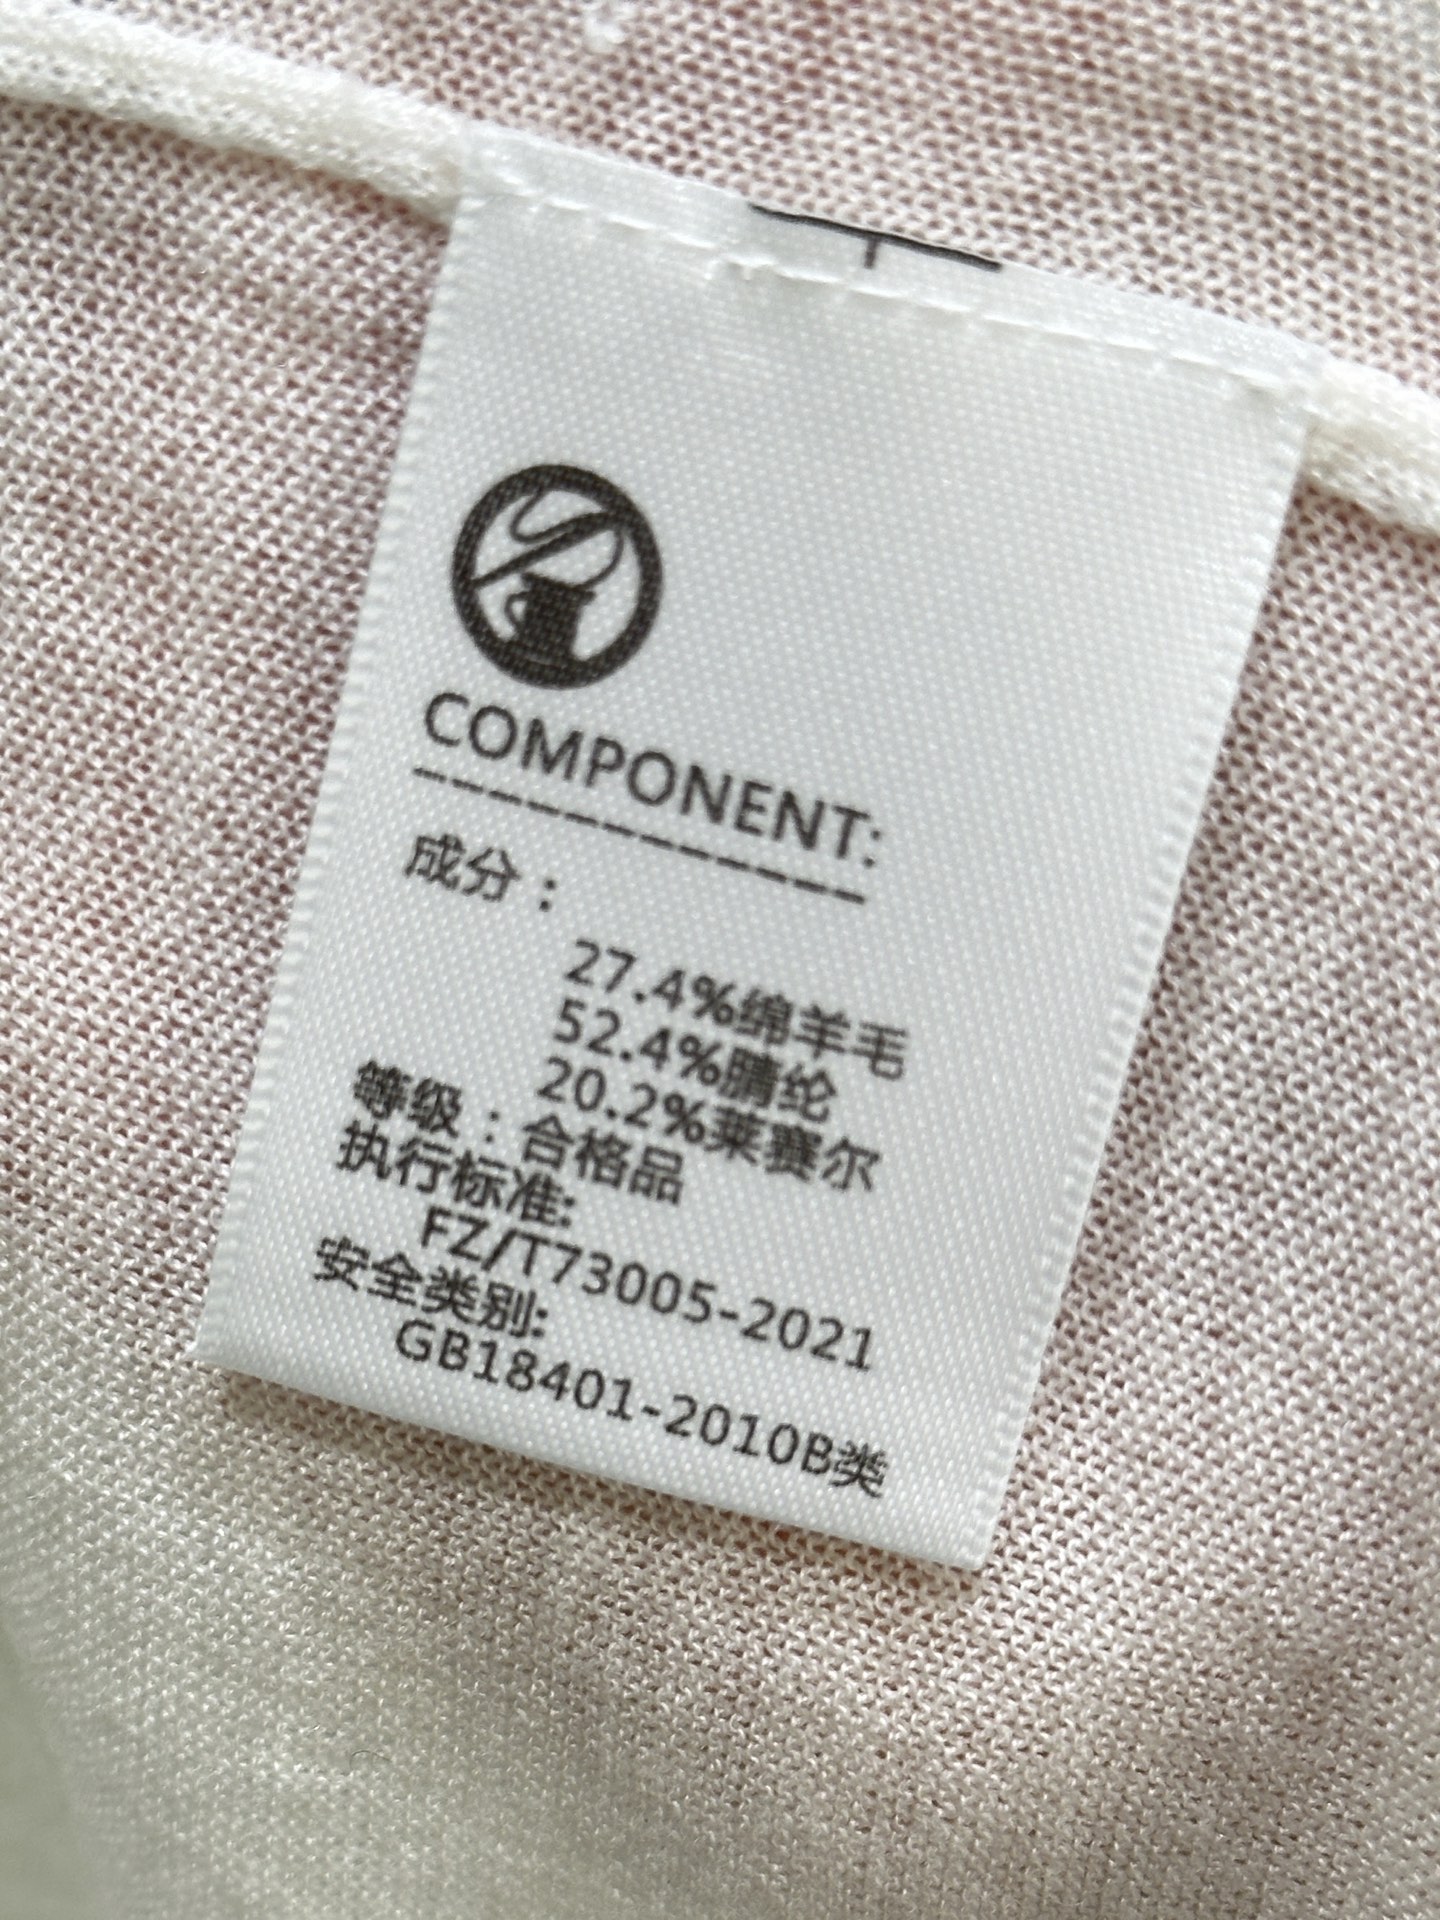 COMPONENT:
成分：
27.4%绵羊毛
52.4%腈纶
20.2%莱赛尔
等级：合格品
执行标准:
FZ/T73005-2021
安全类别:
GB18401-2010B类